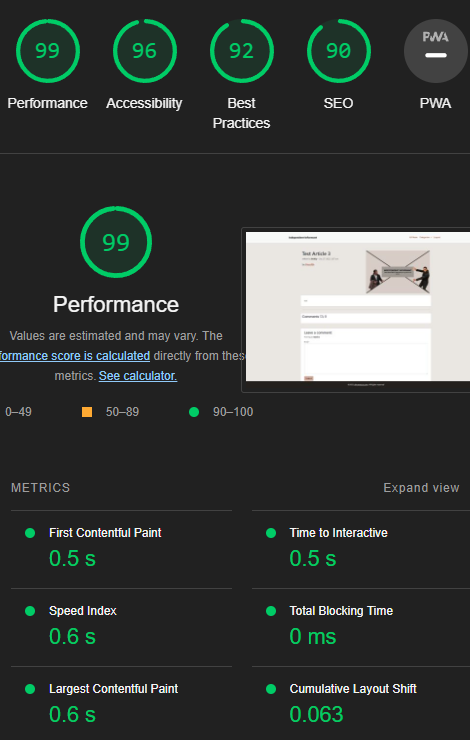 99
96
92
90
PWA
Performance
Accessibility
Best
Practices
SEO
PWA
99
Performance
Values are estimated and may vary. The
formance score is calculated directly from these
metrics. See calculator.
0–49
50–89
90–100
Test Article 3
Comments
Leave a comment
METRICS
Expand view
First Contentful Paint
0.5 s
Time to Interactive
0.5 s
Speed Index
0.6 s
Total Blocking Time
0 ms
Largest Contentful Paint
0.6 s
Cumulative Layout Shift
0.063